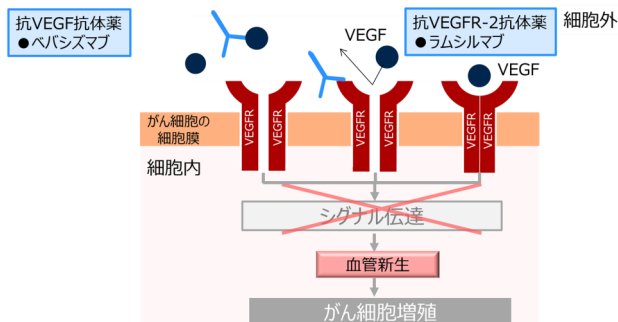 抗VEGF抗体薬
●ベバシズマブ
VEGF
抗VEGFR-2抗体薬
●ラムシルマブ
細胞外
VEGF
がん細胞の
細胞膜
VEGFR
VEGFR
VEGFR
VEGFR
VEGFR
VEGFR
細胞内
シグナル伝達
血管新生
がん細胞増殖